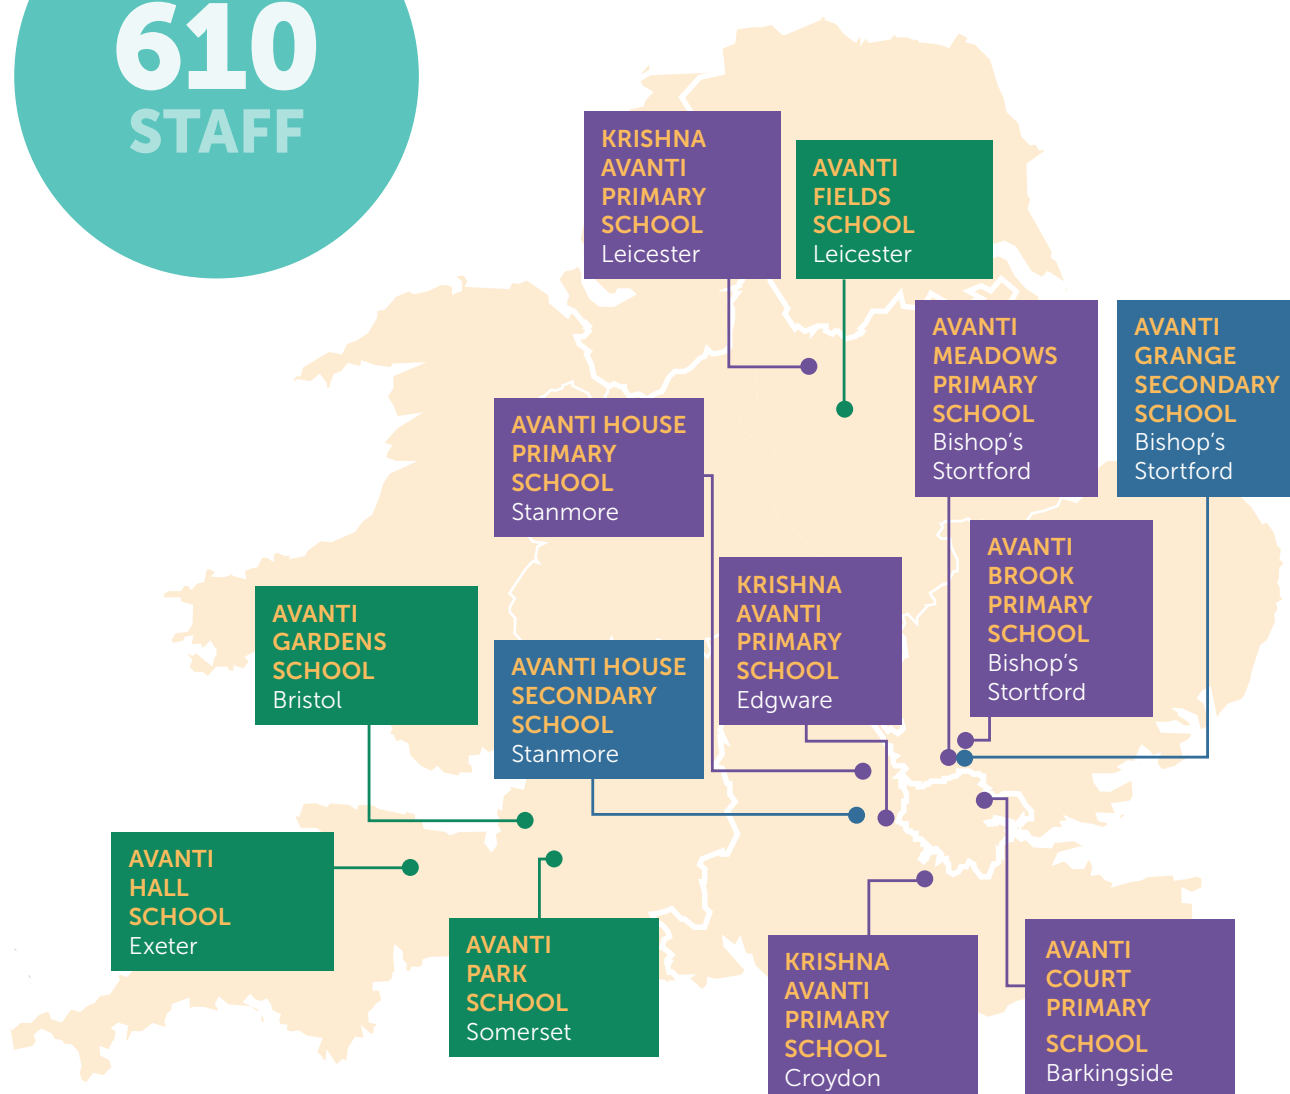 610
STAFF
KRISHNA
AVANTI
PRIMARY
SCHOOL
Leicester
AVANTI
FIELDS
SCHOOL
Leicester
AVANTI
MEADOWS
PRIMARY
SCHOOL
Bishop's
Stortford
AVANTI
GRANGE
SECONDARY
SCHOOL
Bishop's
Stortford
AVANTI HOUSE
PRIMARY
SCHOOL
Stanmore
AVANTI
BROOK
PRIMARY
SCHOOL
Bishop's
Stortford
KRISHNA
AVANTI
PRIMARY
SCHOOL
Edgware
AVANTI
GARDENS
SCHOOL
Bristol
AVANTI HOUSE
SECONDARY
SCHOOL
Stanmore
AVANTI
HALL
SCHOOL
Exeter
AVANTI
PARK
SCHOOL
Somerset
KRISHNA
AVANTI
PRIMARY
SCHOOL
Croydon
AVANTI
COURT
PRIMARY
SCHOOL
Barkingside